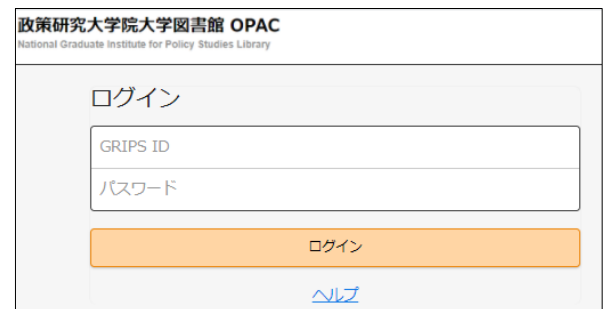 政策研究大学院大学図書館 OPAC
National Graduate Institute for Policy Studies Library
ログイン
GRIPS ID
パスワード
ログイン
ヘルプ